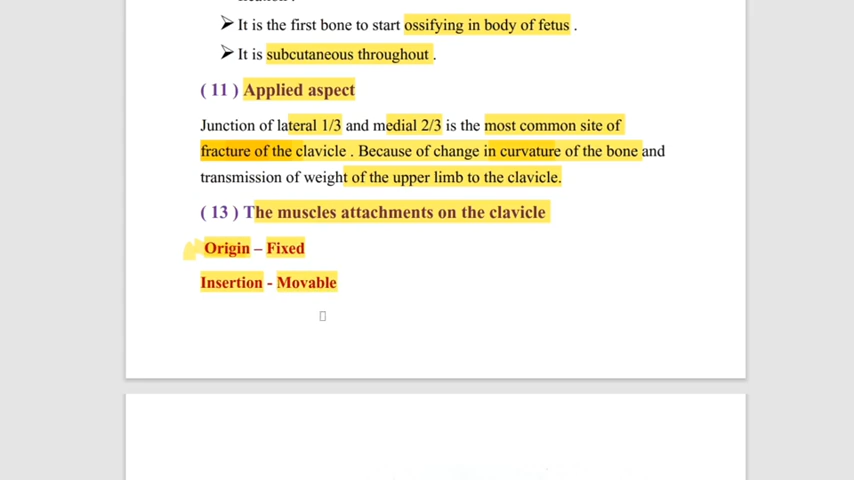 ➢ It is the first bone to start ossifying in body of fetus .
➢ It is subcutaneous throughout .
( 11 ) Applied aspect
Junction of lateral 1/3 and medial 2/3 is the most common site of
fracture of the clavicle . Because of change in curvature of the bone and
transmission of weight of the upper limb to the clavicle.
( 13 ) The muscles attachments on the clavicle
Origin – Fixed
Insertion - Movable